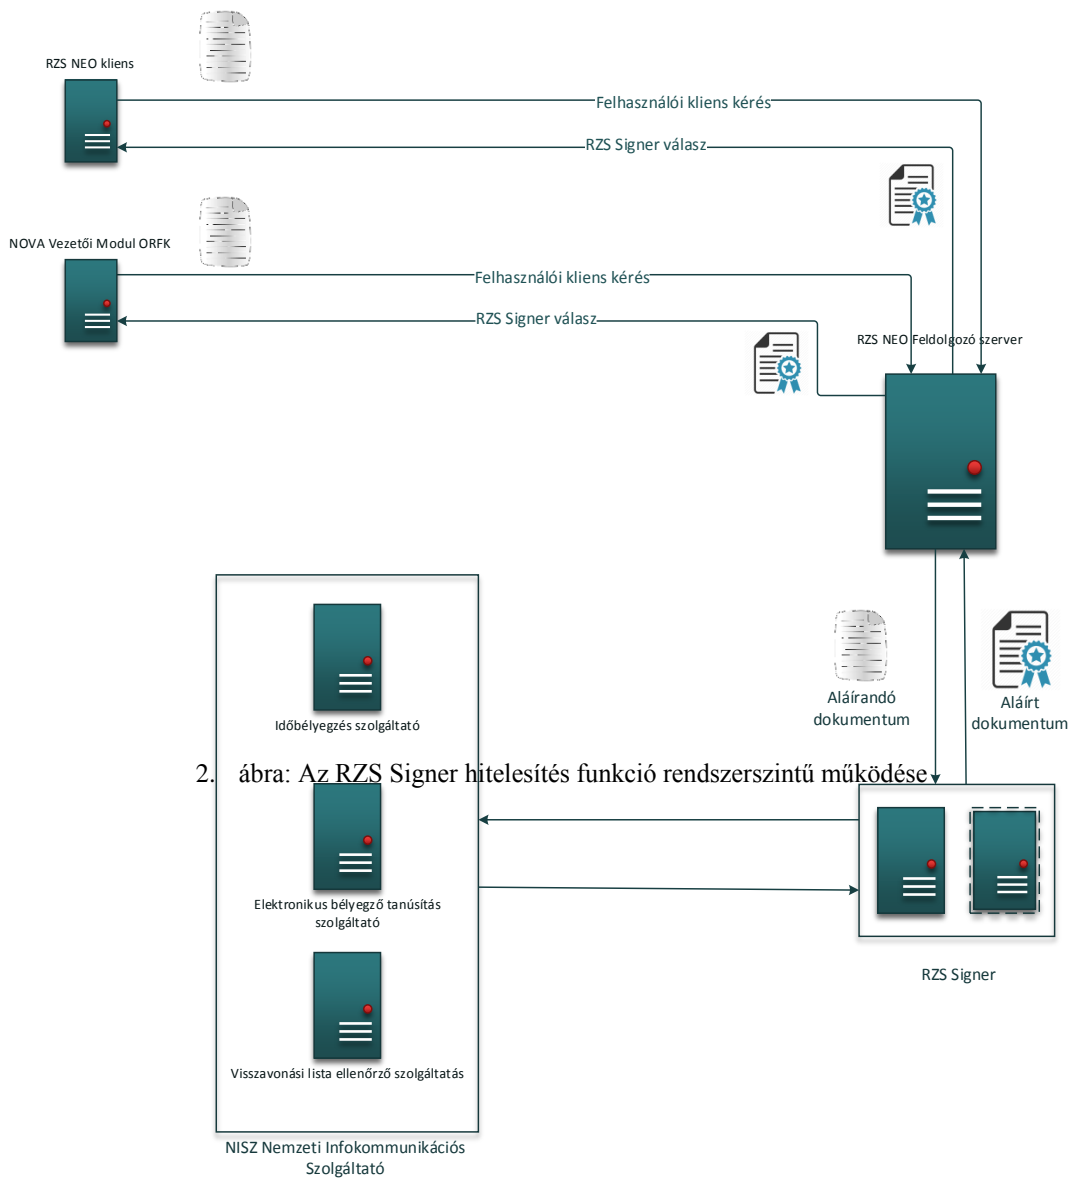 RZS NEO kliens
Felhasználói kliens kérés
RZS Signer válasz
NOVA Vezetői Modul ORFK
Felhasználói kliens kérés
RZS Signer válasz
RZS NEO Feldolgozó szerver
Időbélyegzés szolgáltató
Aláírandó
dokumentum
Aláírt
dokumentum
2. ábra: Az RZS Signer hitelesítés funkció rendszerszintű működése
Elektronikus bélyegző tanúsítás
szolgáltató
RZS Signer
Visszavonási lista ellenőrző szolgáltatás
NISZ Nemzeti Infokommunikációs
Szolgáltató